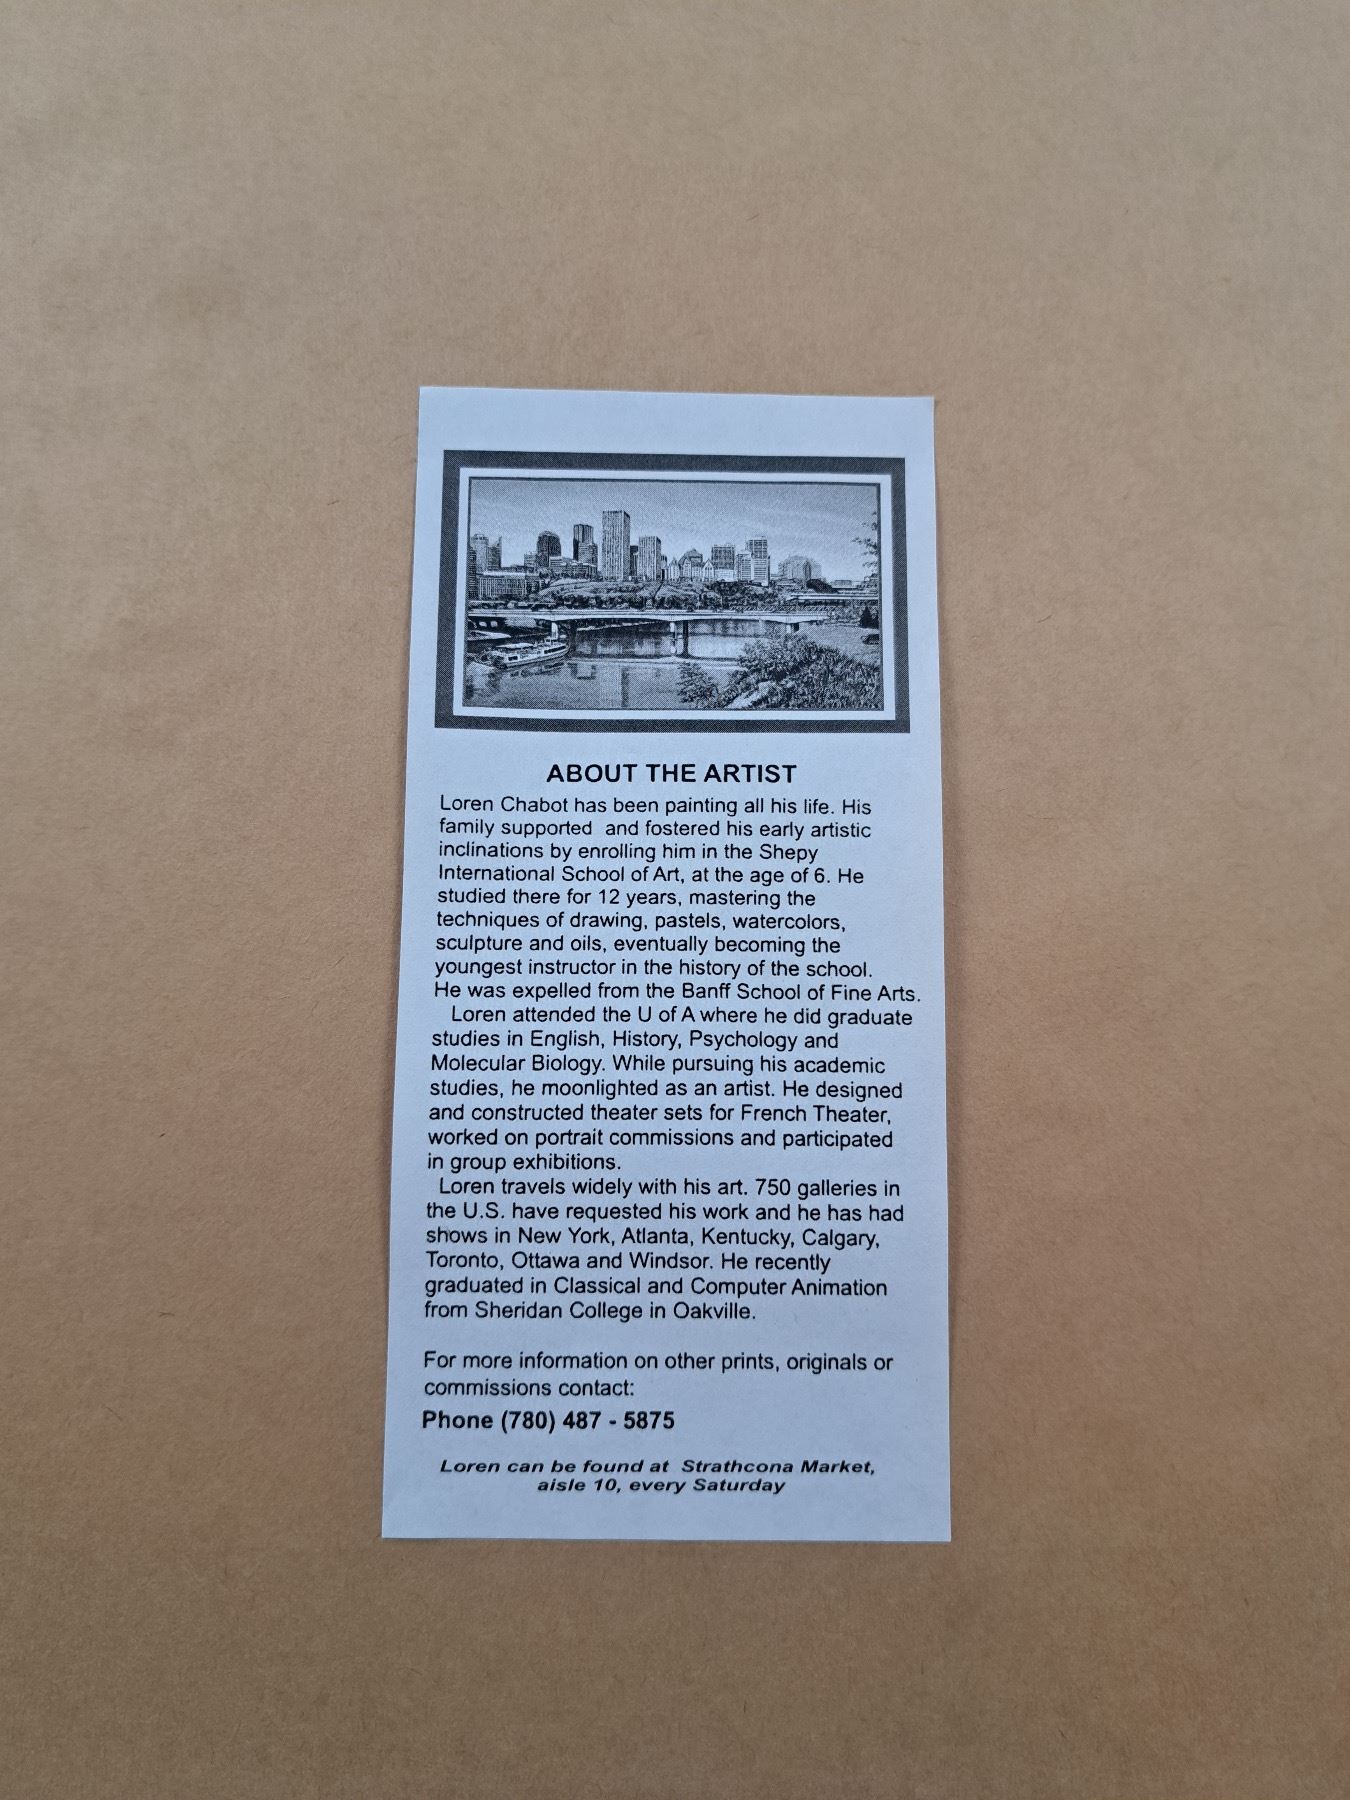 ABOUT THE ARTIST
Loren Chabot has been painting all his life. His
family supported  and fostered his early artistic
inclinations by enrolling him in the Shepy
International School of Art, at the age of 6. He
studied there for 12 years, mastering the
techniques of drawing, pastels, watercolors,
sculpture and oils, eventually becoming the
youngest instructor in the history of the school.
He was expelled from the Banff School of Fine Arts.
Loren attended the U of A where he did graduate
studies in English, History, Psychology and
Molecular Biology. While pursuing his academic
studies, he moonlighted as an artist. He designed
and constructed theater sets for French Theater,
worked on portrait commissions and participated
in group exhibitions.
Loren travels widely with his art. 750 galleries in
the U.S. have requested his work and he has had
shows in New York, Atlanta, Kentucky, Calgary,
Toronto, Ottawa and Windsor. He recently
graduated in Classical and Computer Animation
from Sheridan College in Oakville.
For more information on other prints, originals or
commissions contact:
Phone (780) 487 - 5875
Loren can be found at  Strathcona Market,
aisle 10, every Saturday